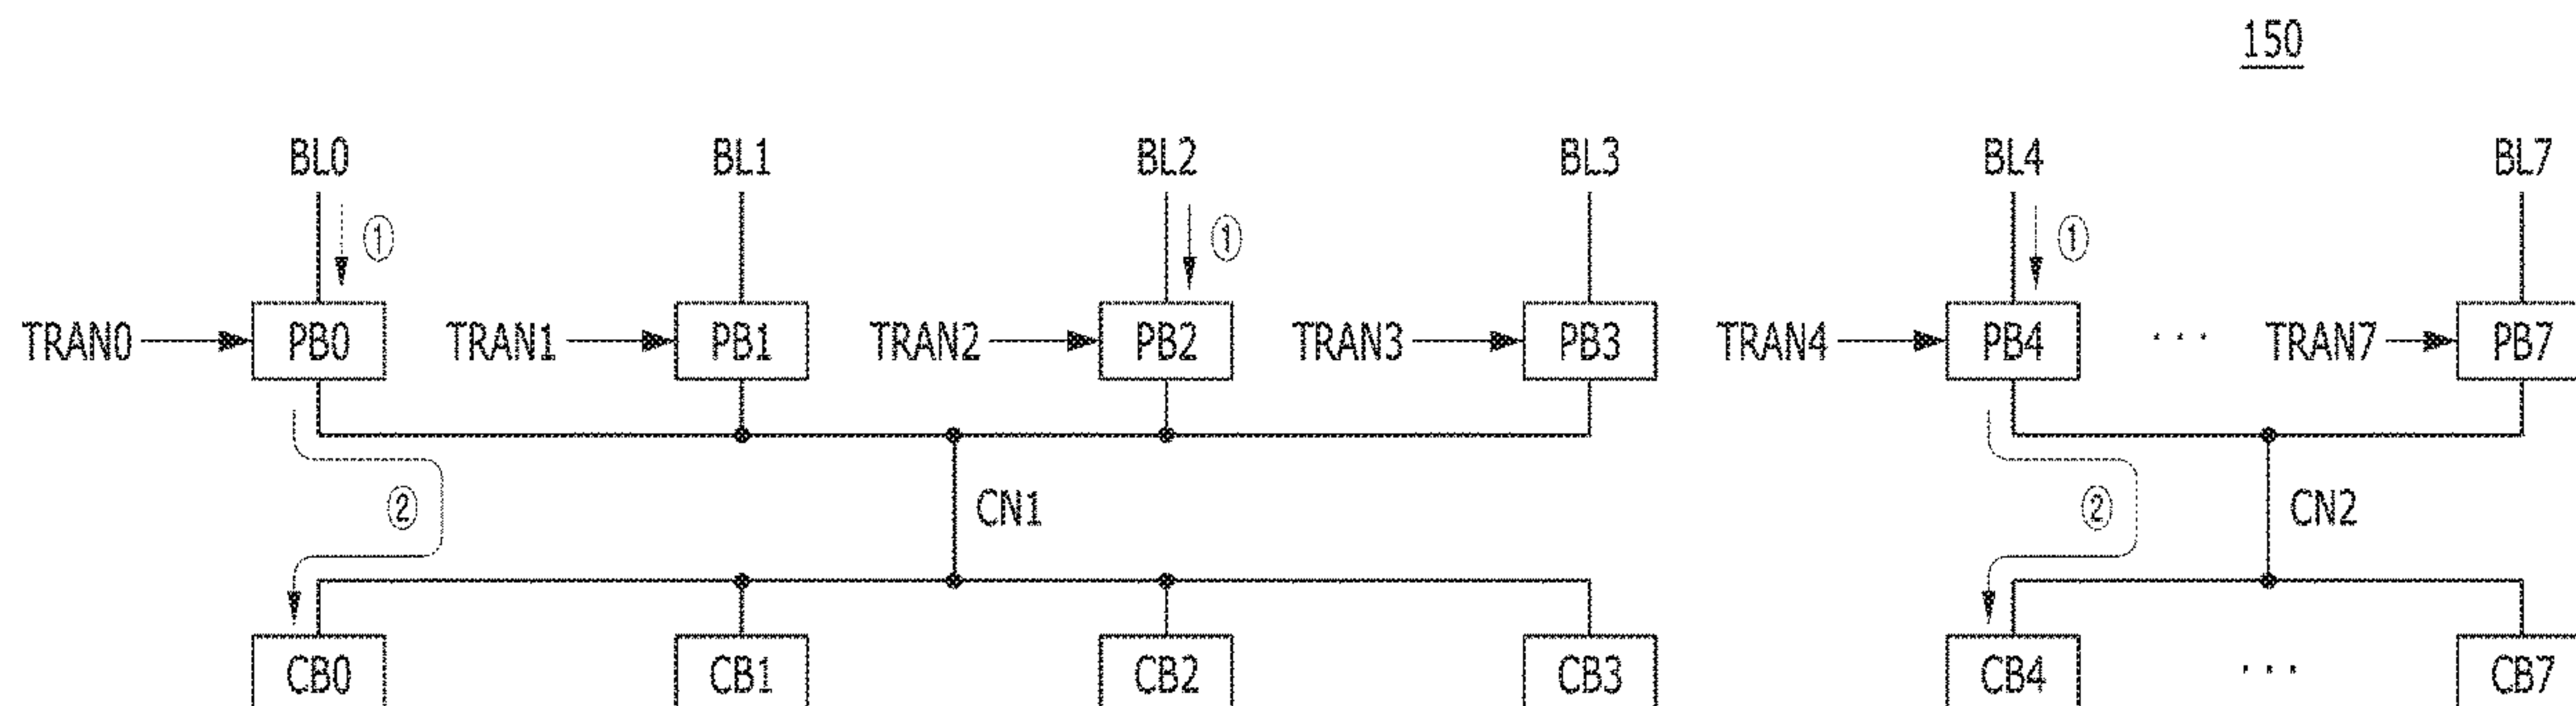 150
BL0 BL1 BL2 BL3 BL4 BL7
① ① ①
TRAN0 PB0 TRAN1 PB1 TRAN2 PB2 TRAN3 PB3 TRAN4 PB4 ... TRAN7 PB7
② CN1 ② CN2
CB0 CB1 CB2 CB3 CB4 ... CB7